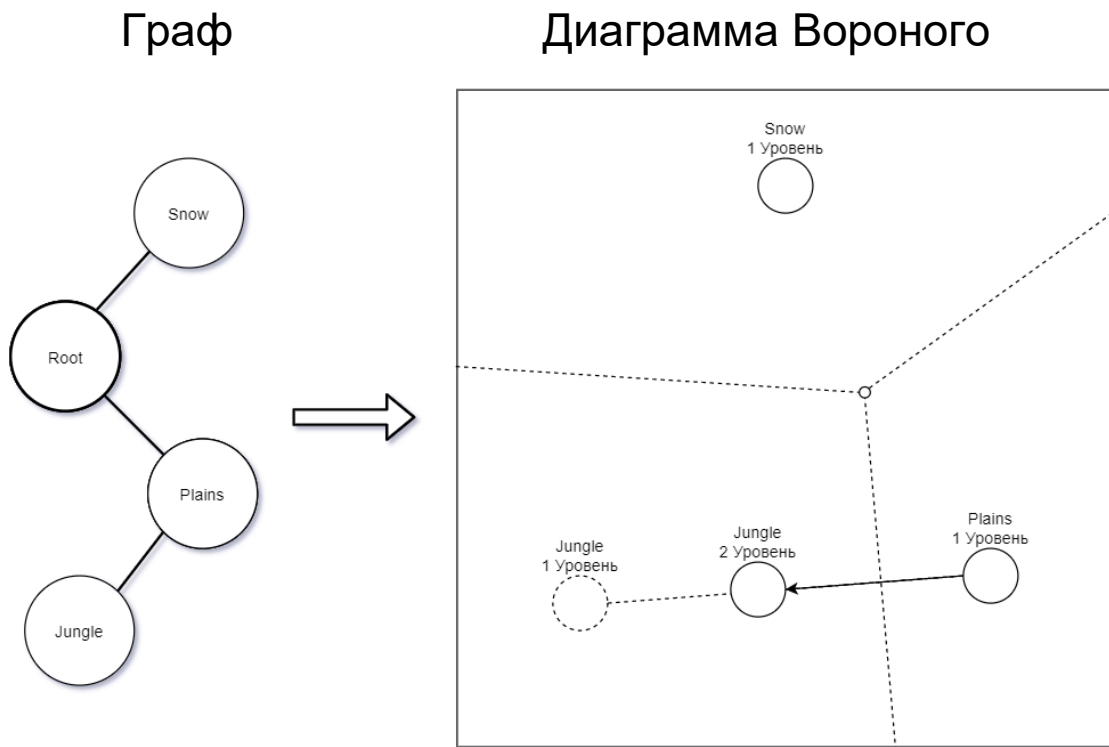 Граф
Диаграмма Вороного
Snow
Root
Plains
Jungle
Snow
1 Уровень
Jungle
1 Уровень
Jungle
2 Уровень
Plains
1 Уровень